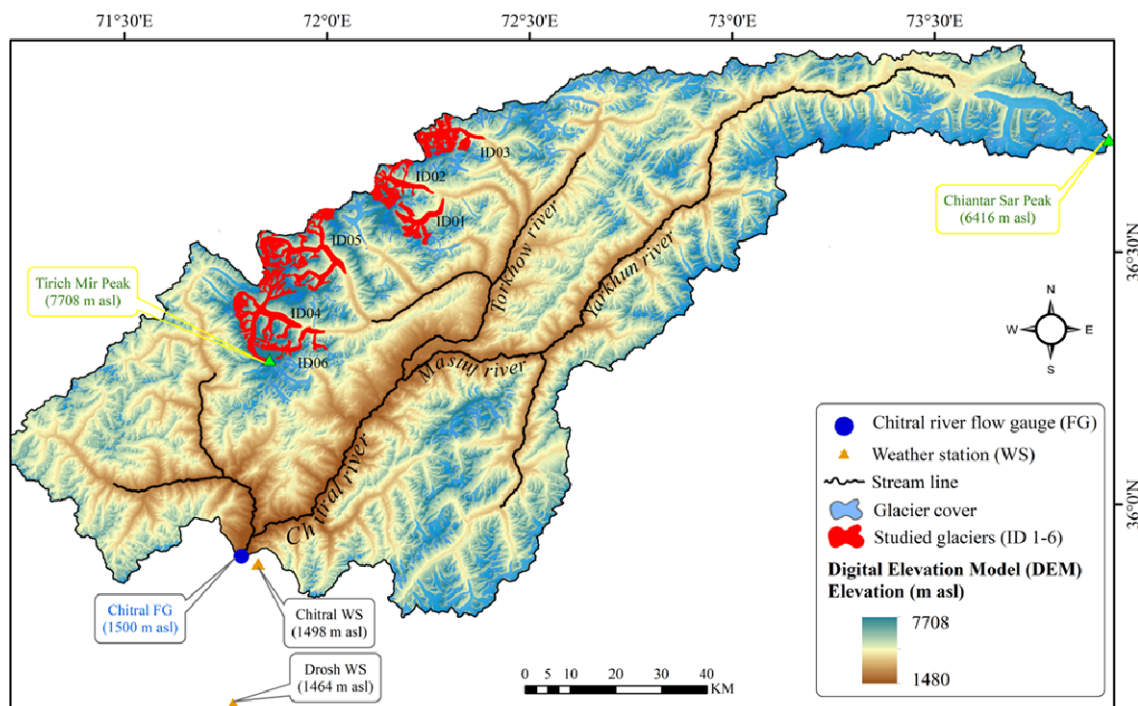 71°30'E 72°0'E 72°30'E 73°0'E 73°30'E
ID03
ID02
ID01
ID05
ID04
ID06
Chiantar Sar Peak
(6416 m asl)
Tirich Mir Peak
(7708 m asl)
36°30'N
36°0'N
Torkhow river
Yarkhun river
Mastuj river
Chitral river
N
W E
S
Chitral river flow gauge (FG)
Weather station (WS)
Stream line
Glacier cover
Studied glaciers (ID 1-6)
Digital Elevation Model (DEM)
Elevation (m asl)
7708
1480
Chitral FG
(1500 m asl)
Chitral WS
(1498 m asl)
Drosh WS
(1464 m asl)
0 5 10 20 30 40
KM